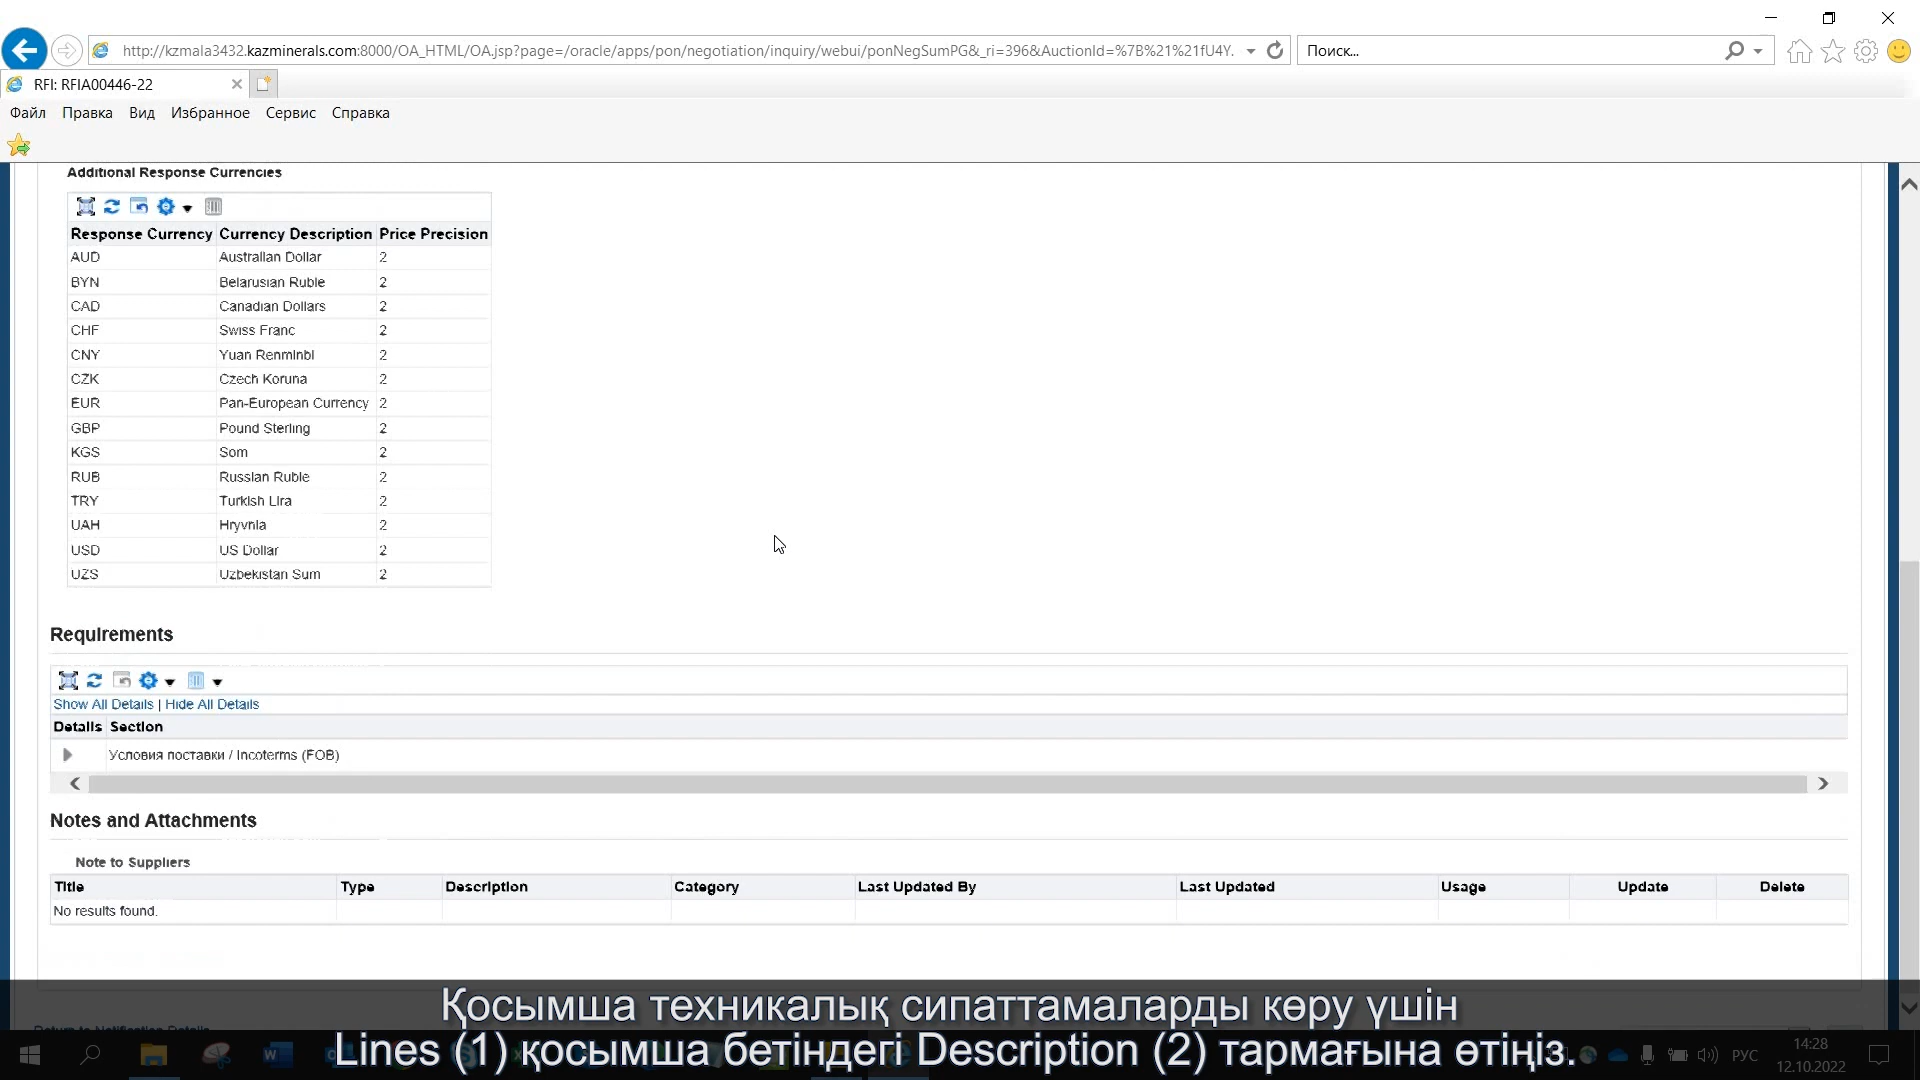 http://kzmala3432.kazminerals.com:8000/OA_HTML/OA.jsp?page=/oracle/apps/pon/negotiation/inquiry/webui/ponNegSumPG&_ri=396&AuctionId=%7B%21%21fU4Y.
Поиск...
RFI: RFIA00446-22
Файл Правка Вид Избранное Сервис Справка
Additional Response Currencies
Response Currency Currency Description Price Precision
AUD Australian Dollar 2
BYN Belarusian Ruble 2
CAD Canadian Dollars 2
CHF Swiss Franc 2
CNY Yuan Renminbi 2
CZK Czech Koruna 2
EUR Pan-European Currency 2
GBP Pound Sterling 2
KGS Som 2
RUB Russian Ruble 2
TRY Turkish Lira 2
UAH Hryvnia 2
USD US Dollar 2
UZS Uzbekistan Sum 2
Requirements
Show All Details | Hide All Details
Details Section
Условия поставки / Incoterms (FOB)
Notes and Attachments
Note to Suppliers
Title Type Description Category Last Updated By Last Updated Usage Update Delete
No results found.
Қосымша техникалық сипаттамаларды көру үшін
Lines (1) қосымша бетіндегі Description (2) тармағына өтіңіз.
РУС
14:28
12.10.2022